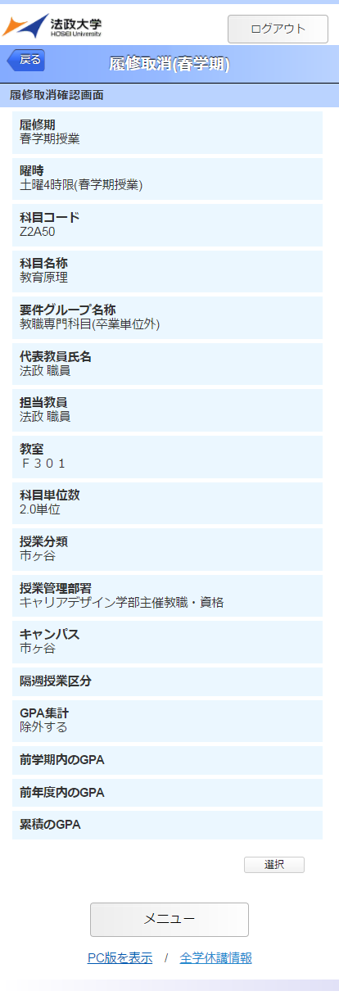 法政大学
HOSEI University
ログアウト
戻る
履修取消(春学期)
履修取消確認画面
履修期
春学期授業
曜時
土曜4時限(春学期授業)
科目コード
Z2A50
科目名称
教育原理
要件グループ名称
教職専門科目(卒業単位外)
代表教員氏名
法政 職員
担当教員
法政 職員
教室
Ｆ３０１
科目単位数
2.0単位
授業分類
市ヶ谷
授業管理部署
キャリアデザイン学部主催教職・資格
キャンパス
市ヶ谷
隔週授業区分
GPA集計
除外する
前学期内のGPA
前年度内のGPA
累積のGPA
選択
メニュー
PC版を表示 / 全学休講情報